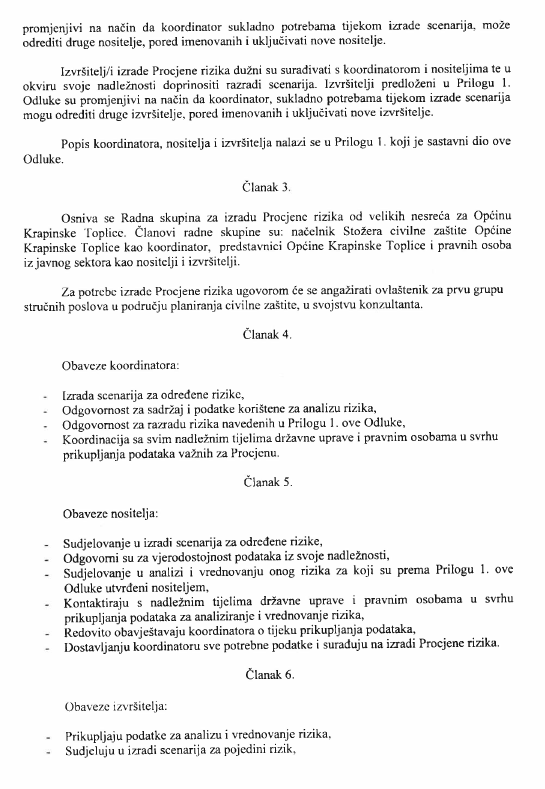 promjenjivi na način da koordinator sukladno potrebama tijekom izrade scenarija, može
odrediti druge nositelje, pored imenovanih i uključivati nove nositelje.
Izvršitelj/i izrade Procjene rizika dužni su surađivati s koordinatorom i nositeljima te u
okviru svoje nadležnosti doprinositi razradi scenarija. Izvršitelji predloženi u Prilogu 1.
Odluke su promjenjivi na način da koordinator, sukladno potrebama tijekom izrade scenarija
mogu odrediti druge izvršitelje, pored imenovanih i uključivati nove izvršitelje.
Popis koordinatora, nositelja i izvršitelja nalazi se u Prilogu 1. koji je sastavni dio ove
Odluke.
Članak 3.
Osniva se Radna skupina za izradu Procjene rizika od velikih nesreća za Općinu
Krapinske Toplice. Članovi radne skupine su: načelnik Stožera civilne zaštite Općine
Krapinske Toplice kao koordinator, predstavnici Općine Krapinske Toplice i pravnih osoba
iz javnog sektora kao nositelji i izvršitelji.
Za potrebe izrade Procjene rizika ugovorom će se angažirati ovlaštenik za prvu grupu
stručnih poslova u području planiranja civilne zaštite, u svojstvu konzultanta.
Članak 4.
Obaveze koordinatora:
- Izrada scenarija za određene rizike,
- Odgovornost za sadržaj i podatke korištene za analizu rizika,
- Odgovornost za razradu rizika navedenih u Prilogu 1. ove Odluke,
- Koordinacija sa svim nadležnim tijelima državne uprave i pravnim osobama u svrhu
prikupljanja podataka važnih za Procjenu.
Članak 5.
Obaveze nositelja:
- Sudjelovanje u izradi scenarija za određene rizike,
- Odgovorni su za vjerodostojnost podataka iz svoje nadležnosti,
- Sudjelovanje u analizi i vrednovanju onog rizika za koji su prema Prilogu 1. ove
Odluke utvrđeni nositeljem,
- Kontaktiraju s nadležnim tijelima državne uprave i pravnim osobama u svrhu
prikupljanja podataka za analiziranje i vrednovanje rizika,
- Redovito obavještavaju koordinatora o tijeku prikupljanja podataka,
- Dostavljanju koordinatoru sve potrebne podatke i surađuju na izradi Procjene rizika.
Članak 6.
Obaveze izvršitelja:
- Prikupljaju podatke za analizu i vrednovanje rizika,
- Sudjeluju u izradi scenarija za pojedini rizik,